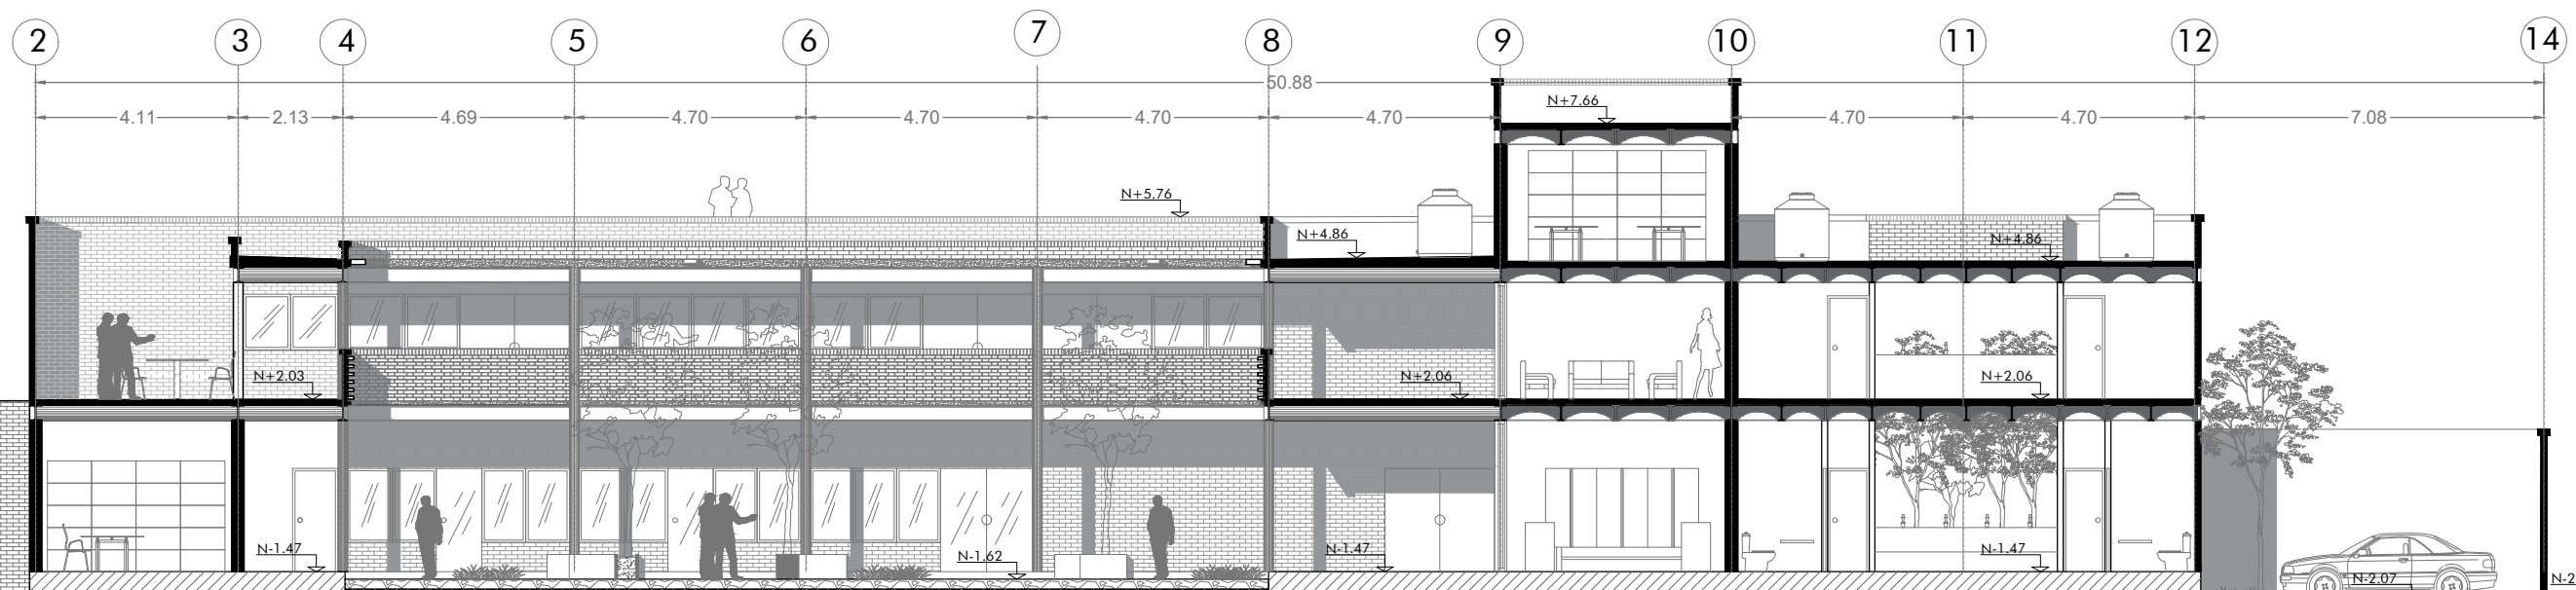 2 3 4 5 6 7 8 9 10 11 12 14
50.88
4.11 2.13 4.69 4.70 4.70 4.70 4.70 4.70 4.70 7.08
N+7.66
N+5.76
N+4.86 N+4.86
N+2.03 N+2.06 N+2.06
N-1.47 N-1.62 N-1.47 N-1.47
N-2.07 N-2